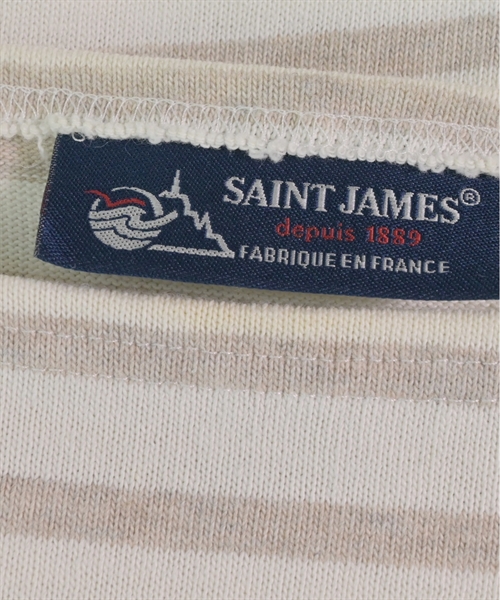 SAINT JAMES®
depuis 1889
FABRIQUE EN FRANCE